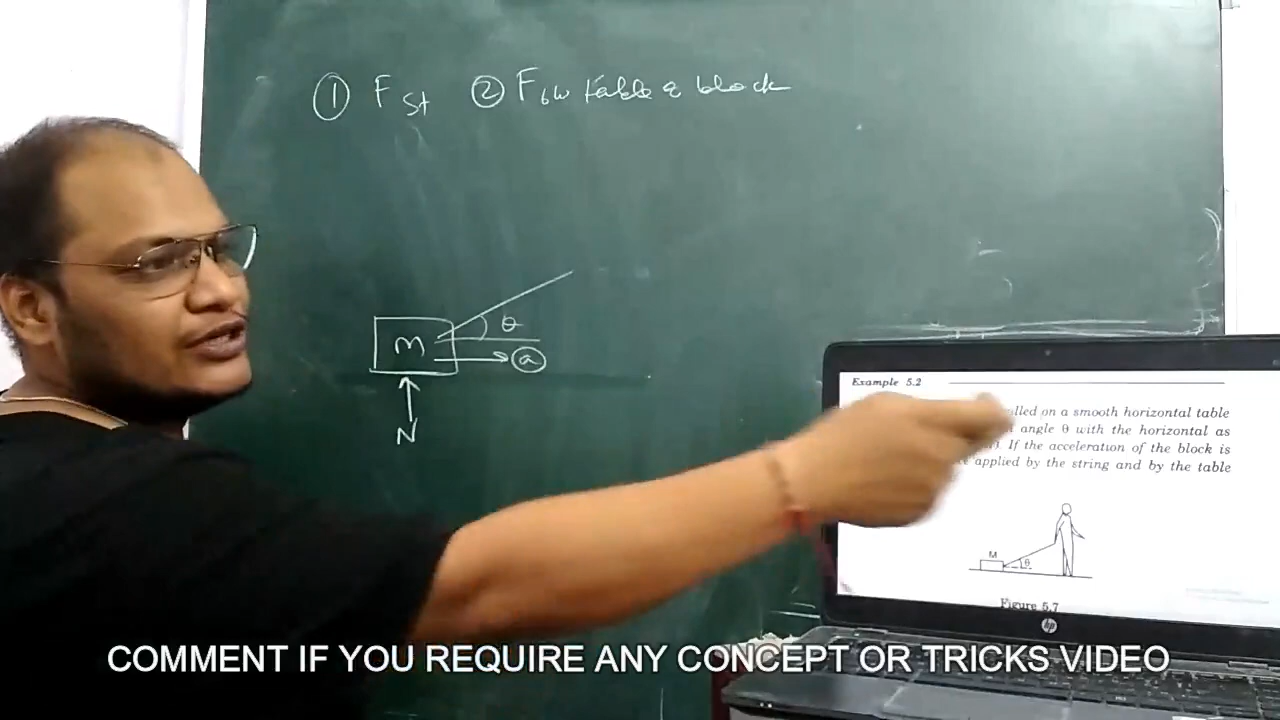 ① F St ② F b/w table & block
θ
m
a
N
Example 5.2
on a smooth horizontal table
angle θ with the horizontal as
If the acceleration of the block is
applied by the string and by the table
M
θ
Figure 5.7
hp
COMMENT IF YOU REQUIRE ANY CONCEPT OR TRICKS VIDEO